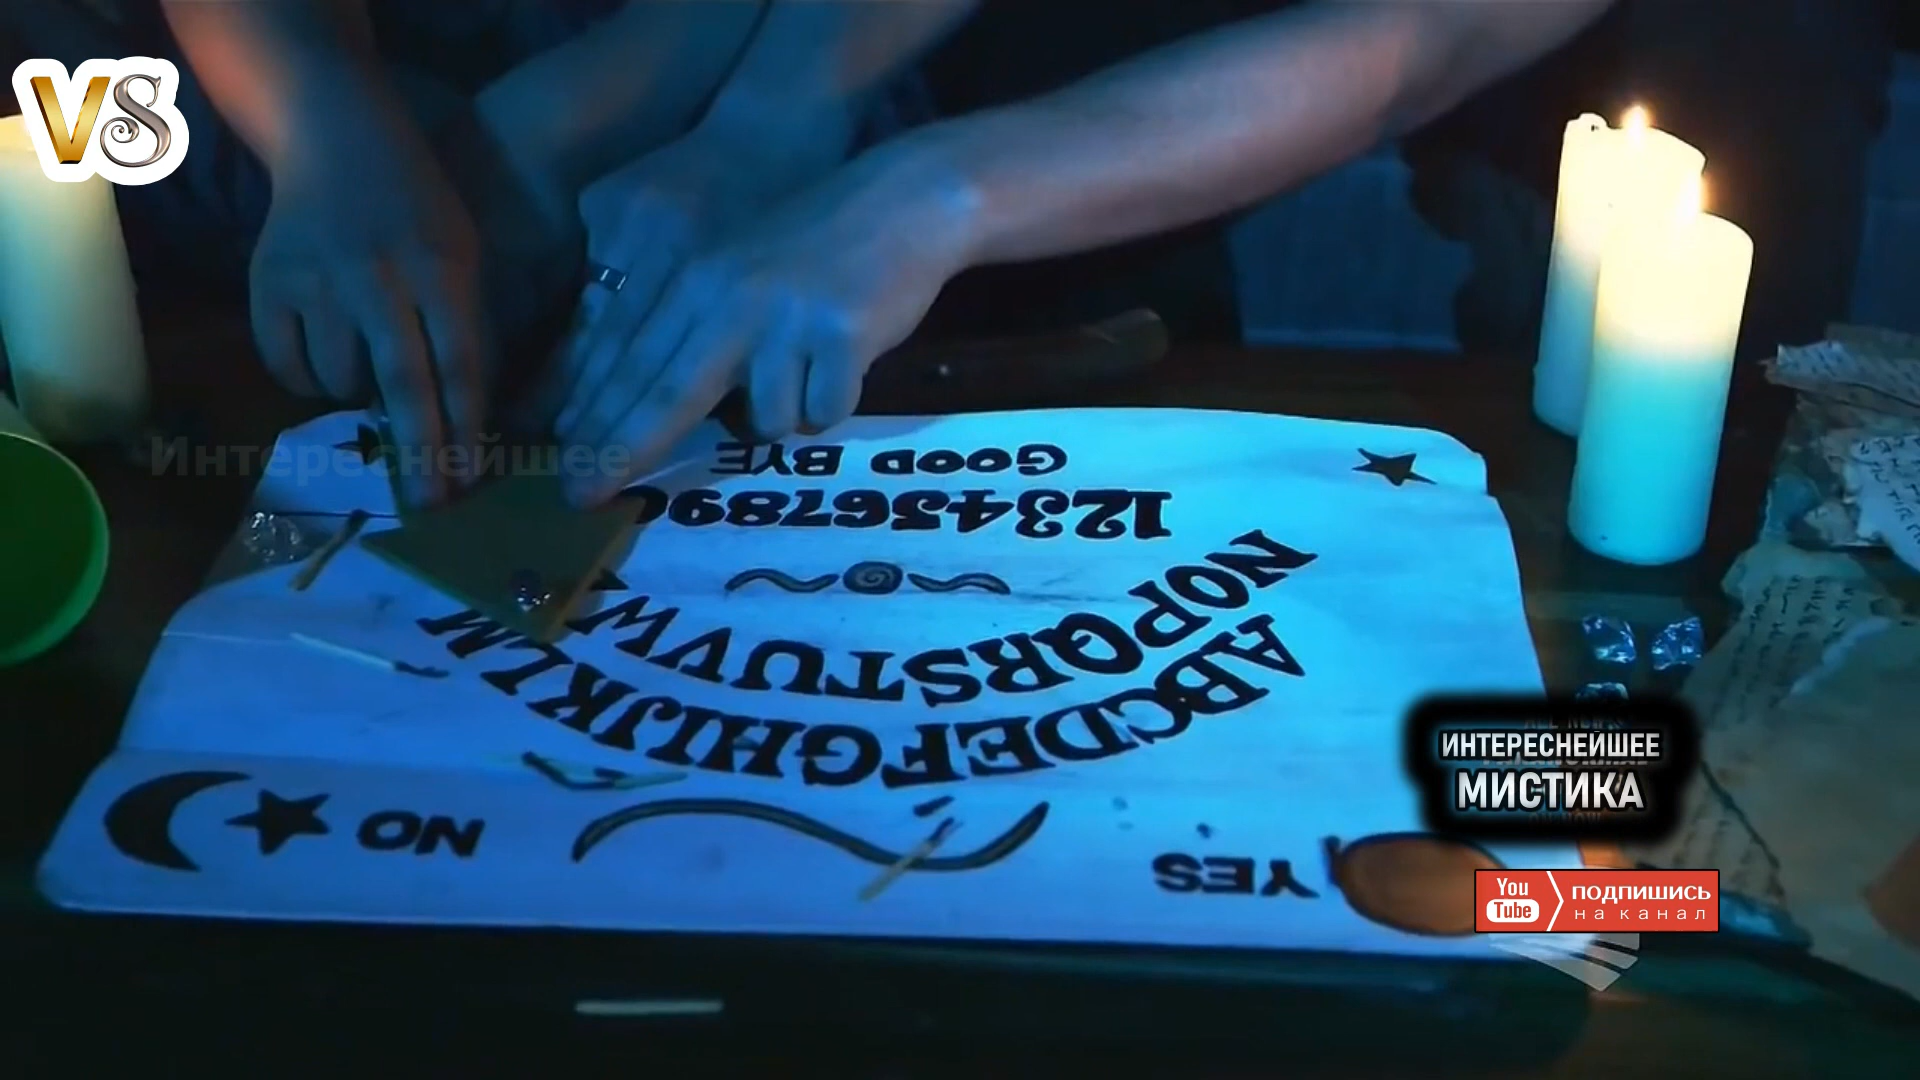 VS
Интереснейшее
GOOD BYE
1234567890
NOPQRSTUVW
ABCDEFGHIJKLM
NO
YES
ИНТЕРЕСНЕЙШЕЕ
МИСТИКА
You
Tube
ПОДПИШИСЬ
на канал